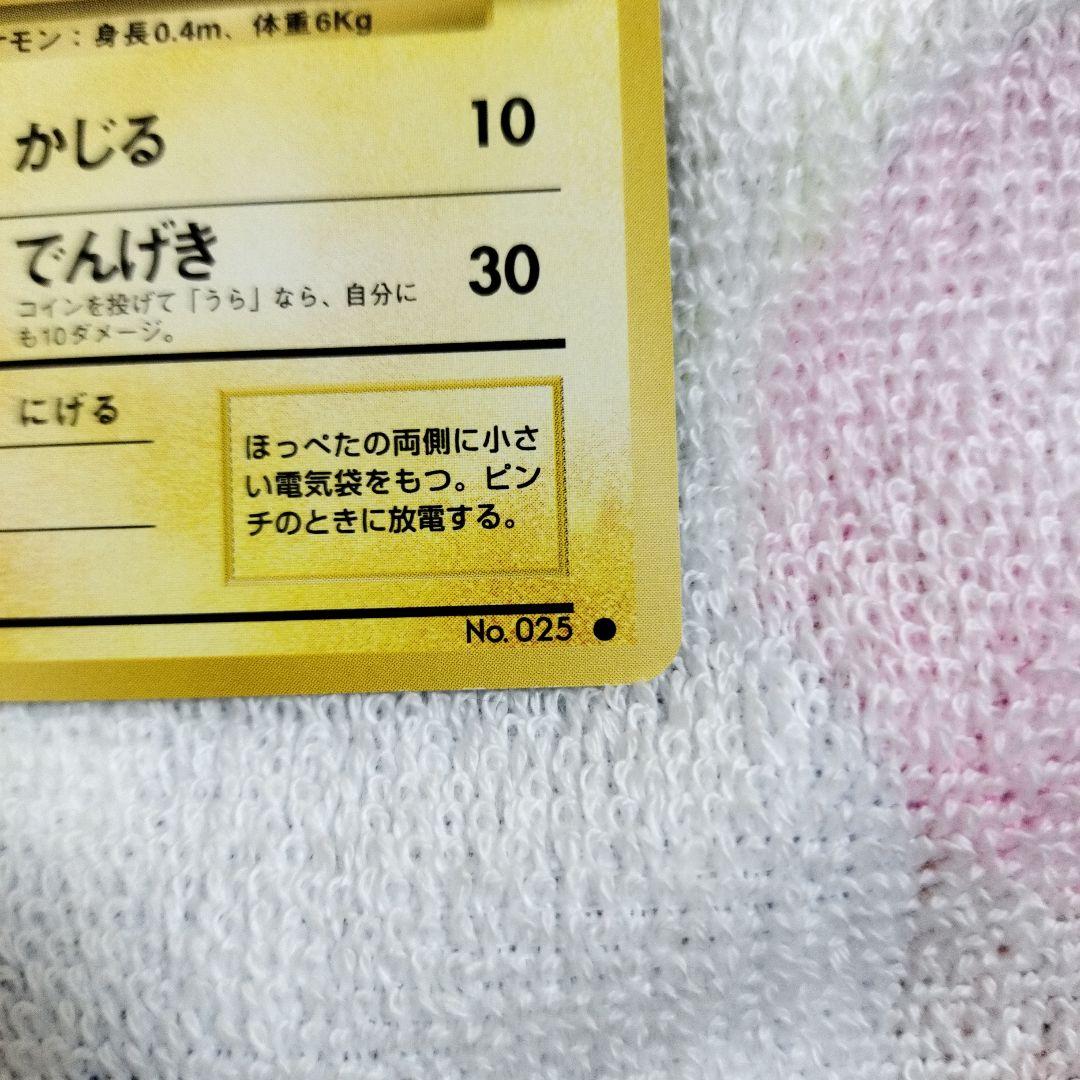 ケモン：身長0.4m、体重6Kg
かじる 10
でんげき 30
コインを投げて「うら」なら、自分に
も10ダメージ。
にげる
ほっぺたの両側に小さ
い電気袋をもつ。ピン
チのときに放電する。
No. 025 ●